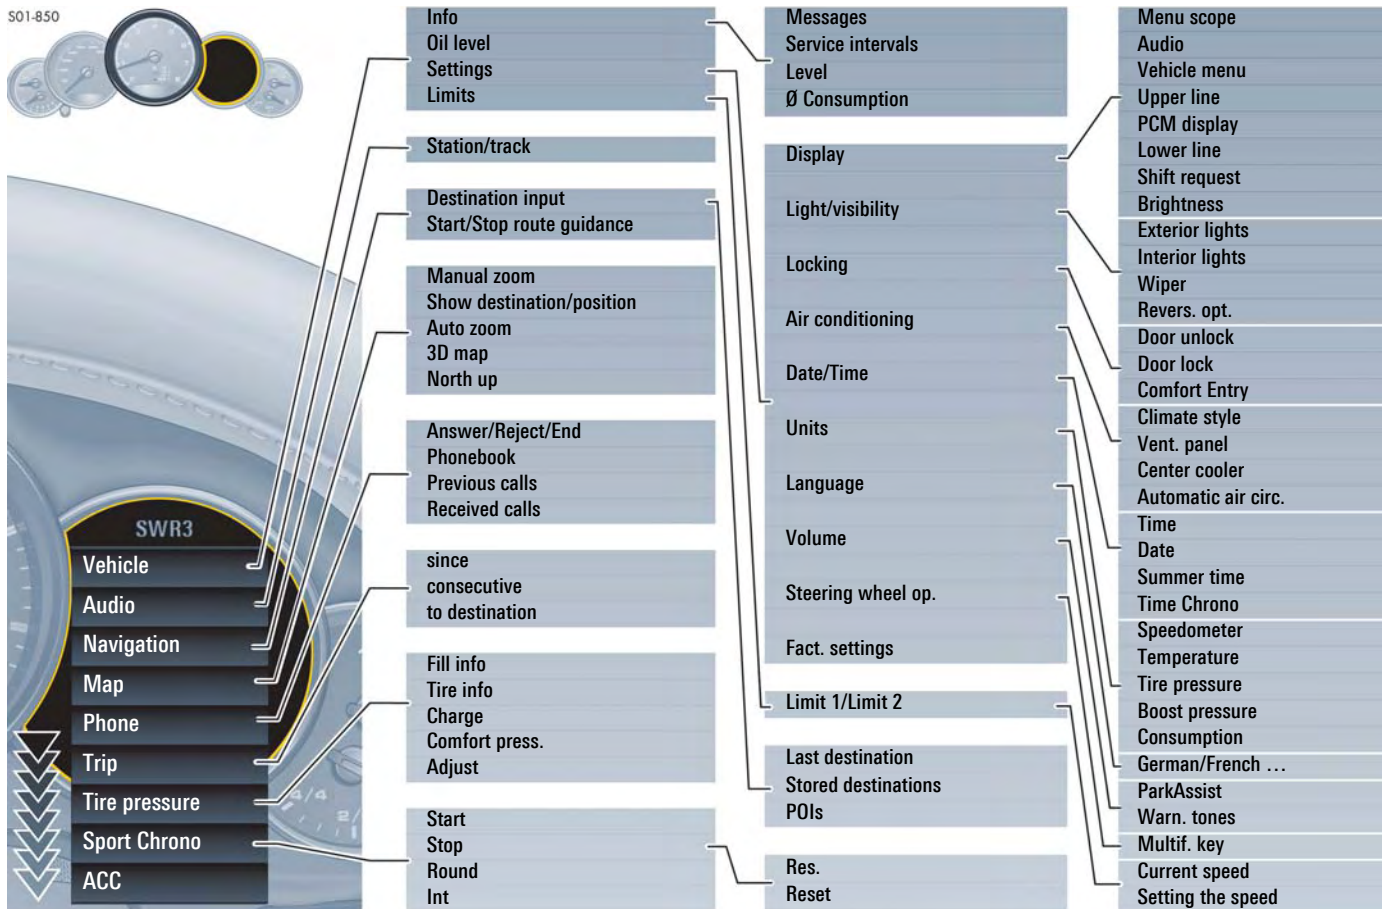 S01-850
SWR3
Vehicle
Audio
Navigation
Map
Phone
Trip
Tire pressure
Sport Chrono
ACC
Info
Oil level
Settings
Limits
Station/track
Destination input
Start/Stop route guidance
Manual zoom
Show destination/position
Auto zoom
3D map
North up
Answer/Reject/End
Phonebook
Previous calls
Received calls
since
consecutive
to destination
Fill info
Tire info
Charge
Comfort press.
Adjust
Start
Stop
Round
Int
Messages
Service intervals
Level
Ø Consumption
Display
Light/visibility
Locking
Air conditioning
Date/Time
Units
Language
Volume
Steering wheel op.
Fact. settings
Limit 1/Limit 2
Last destination
Stored destinations
POIs
Res.
Reset
Menu scope
Audio
Vehicle menu
Upper line
PCM display
Lower line
Shift request
Brightness
Exterior lights
Interior lights
Wiper
Revers. opt.
Door unlock
Door lock
Comfort Entry
Climate style
Vent. panel
Center cooler
Automatic air circ.
Time
Date
Summer time
Time Chrono
Speedometer
Temperature
Tire pressure
Boost pressure
Consumption
German/French …
ParkAssist
Warn. tones
Multif. key
Current speed
Setting the speed